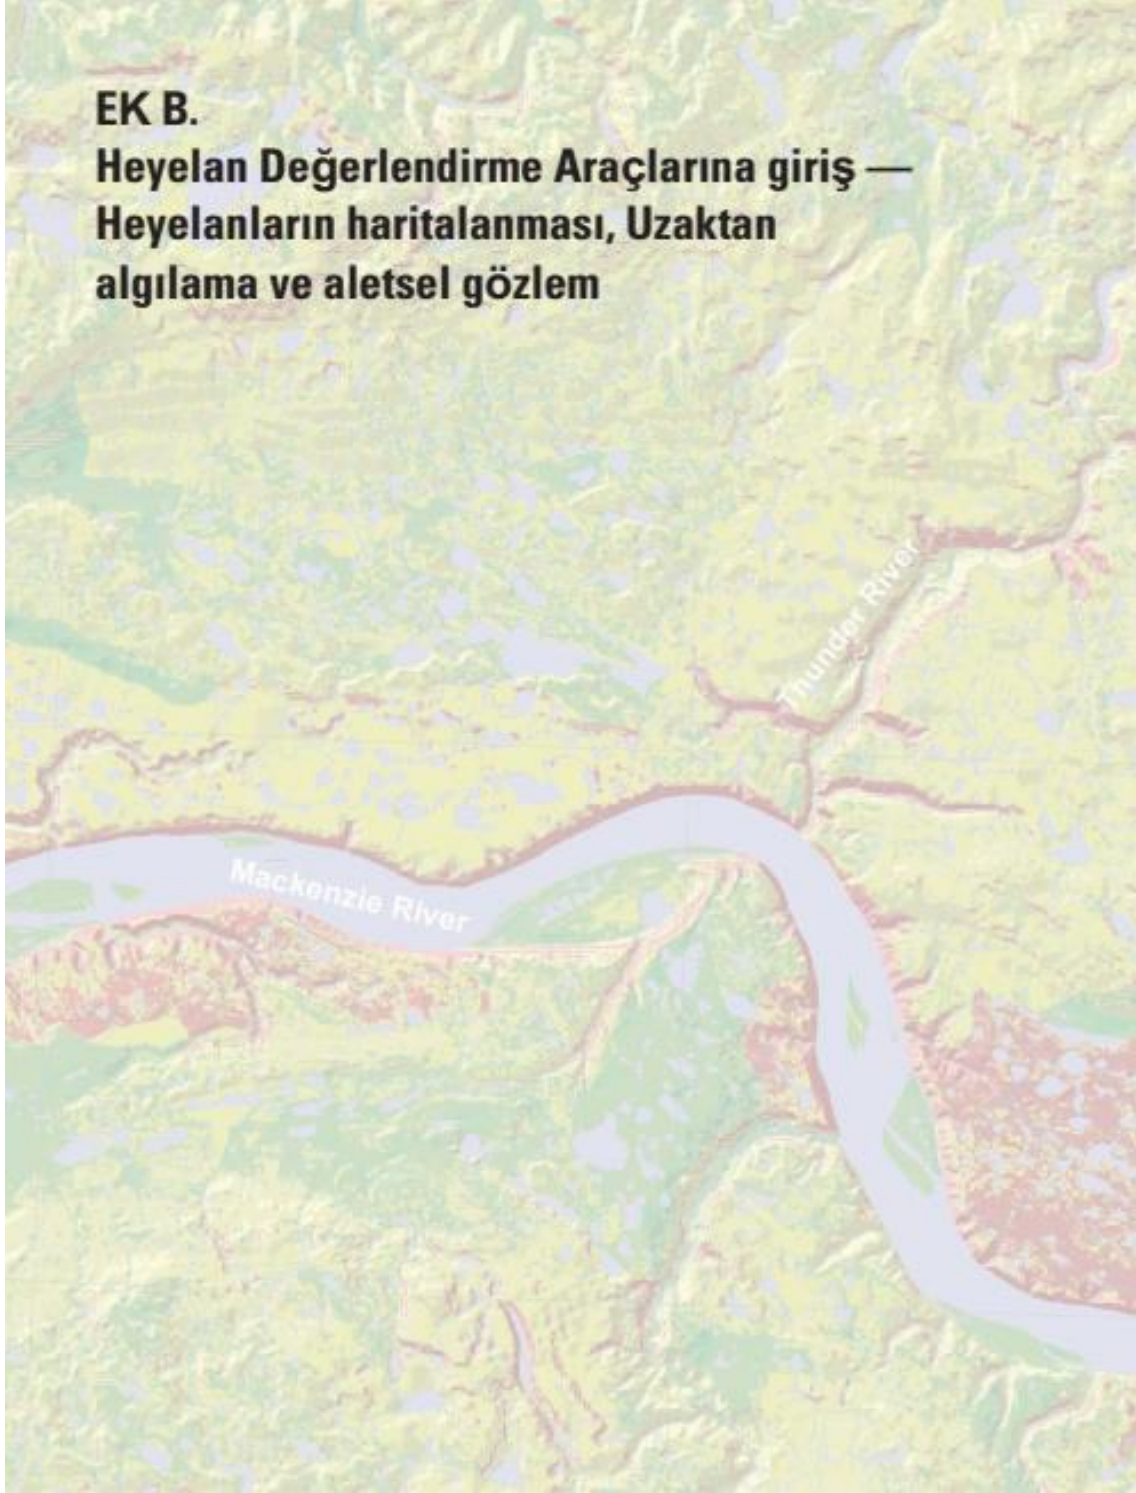 EK B.
Heyelan Değerlendirme Araçlarına giriş —
Heyelanların haritalanması, Uzaktan
algılama ve aletsel gözlem
Thunder River
Mackenzie River